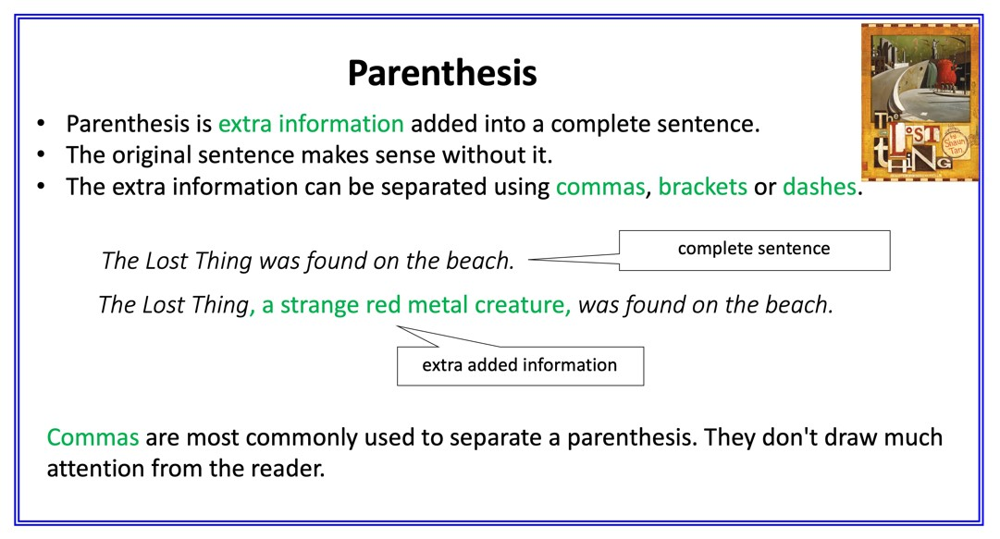 Parenthesis
• Parenthesis is extra information added into a complete sentence.
• The original sentence makes sense without it.
• The extra information can be separated using commas, brackets or dashes.
The Lost Thing was found on the beach.
complete sentence
The Lost Thing, a strange red metal creature, was found on the beach.
extra added information
Commas are most commonly used to separate a parenthesis. They don't draw much
attention from the reader.
The
LOST
tHiNG
by
Shaun
Tan